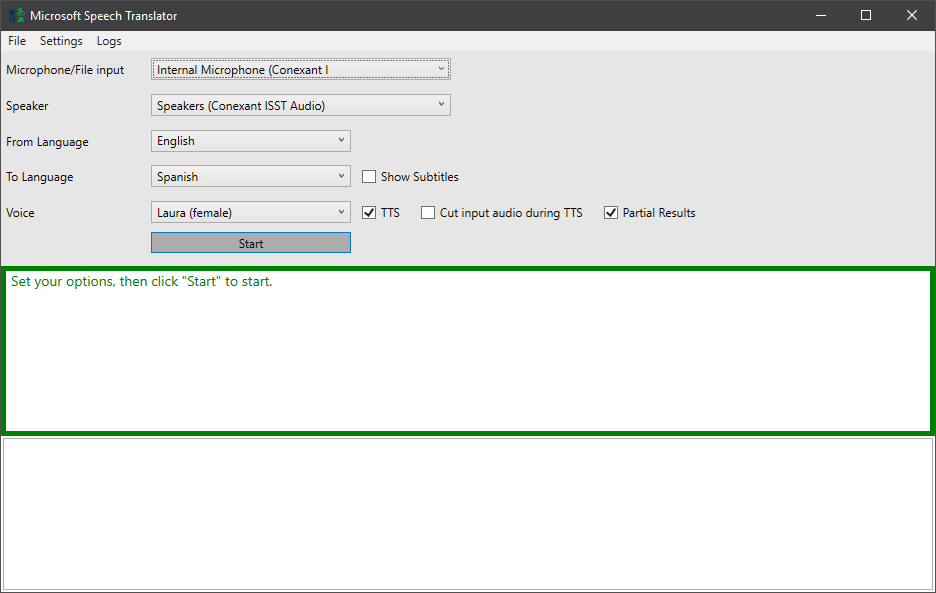 Microsoft Speech Translator
File Settings Logs
Microphone/File input Internal Microphone (Conexant I
Speaker Speakers (Conexant ISST Audio)
From Language English
To Language Spanish Show Subtitles
Voice Laura (female) TTS Cut input audio during TTS Partial Results
Start
Set your options, then click "Start" to start.